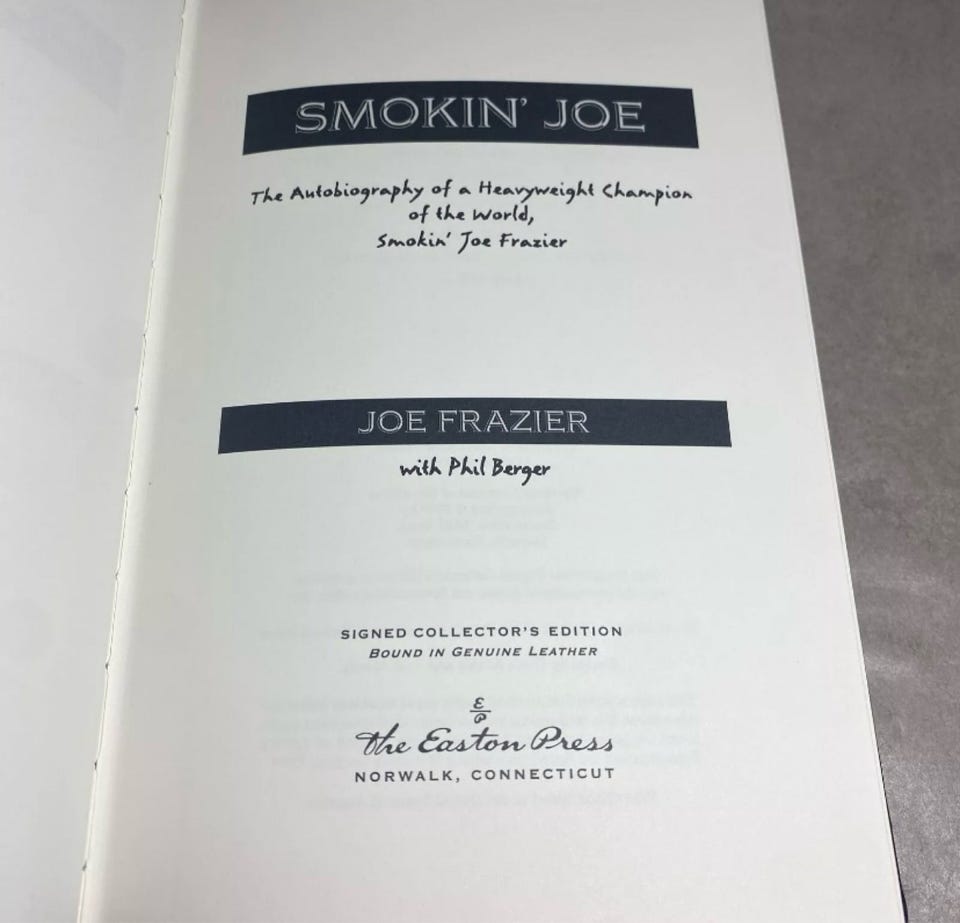 SMOKIN' JOE
The Autobiography of a Heavyweight Champion
of the World,
Smokin' Joe Frazier
JOE FRAZIER
with Phil Berger
SIGNED COLLECTOR'S EDITION
BOUND IN GENUINE LEATHER
E
P
The Easton Press
NORWALK, CONNECTICUT